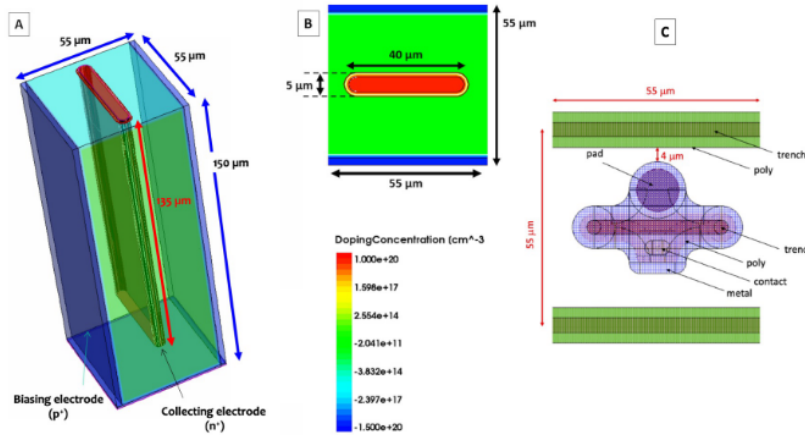 A
55 µm
55 µm
150 µm
135 µm
Biasing electrode
(p⁺)
Collecting electrode
(n⁺)
B
55 µm
40 µm
5 µm
55 µm
DopingConcentration (cm^-3
1.000e+20
1.598e+17
2.554e+14
-2.041e+11
-3.832e+14
-2.397e+17
-1.500e+20
C
55 µm
55 µm
4 µm
trench
poly
pad
trenc
poly
contact
metal